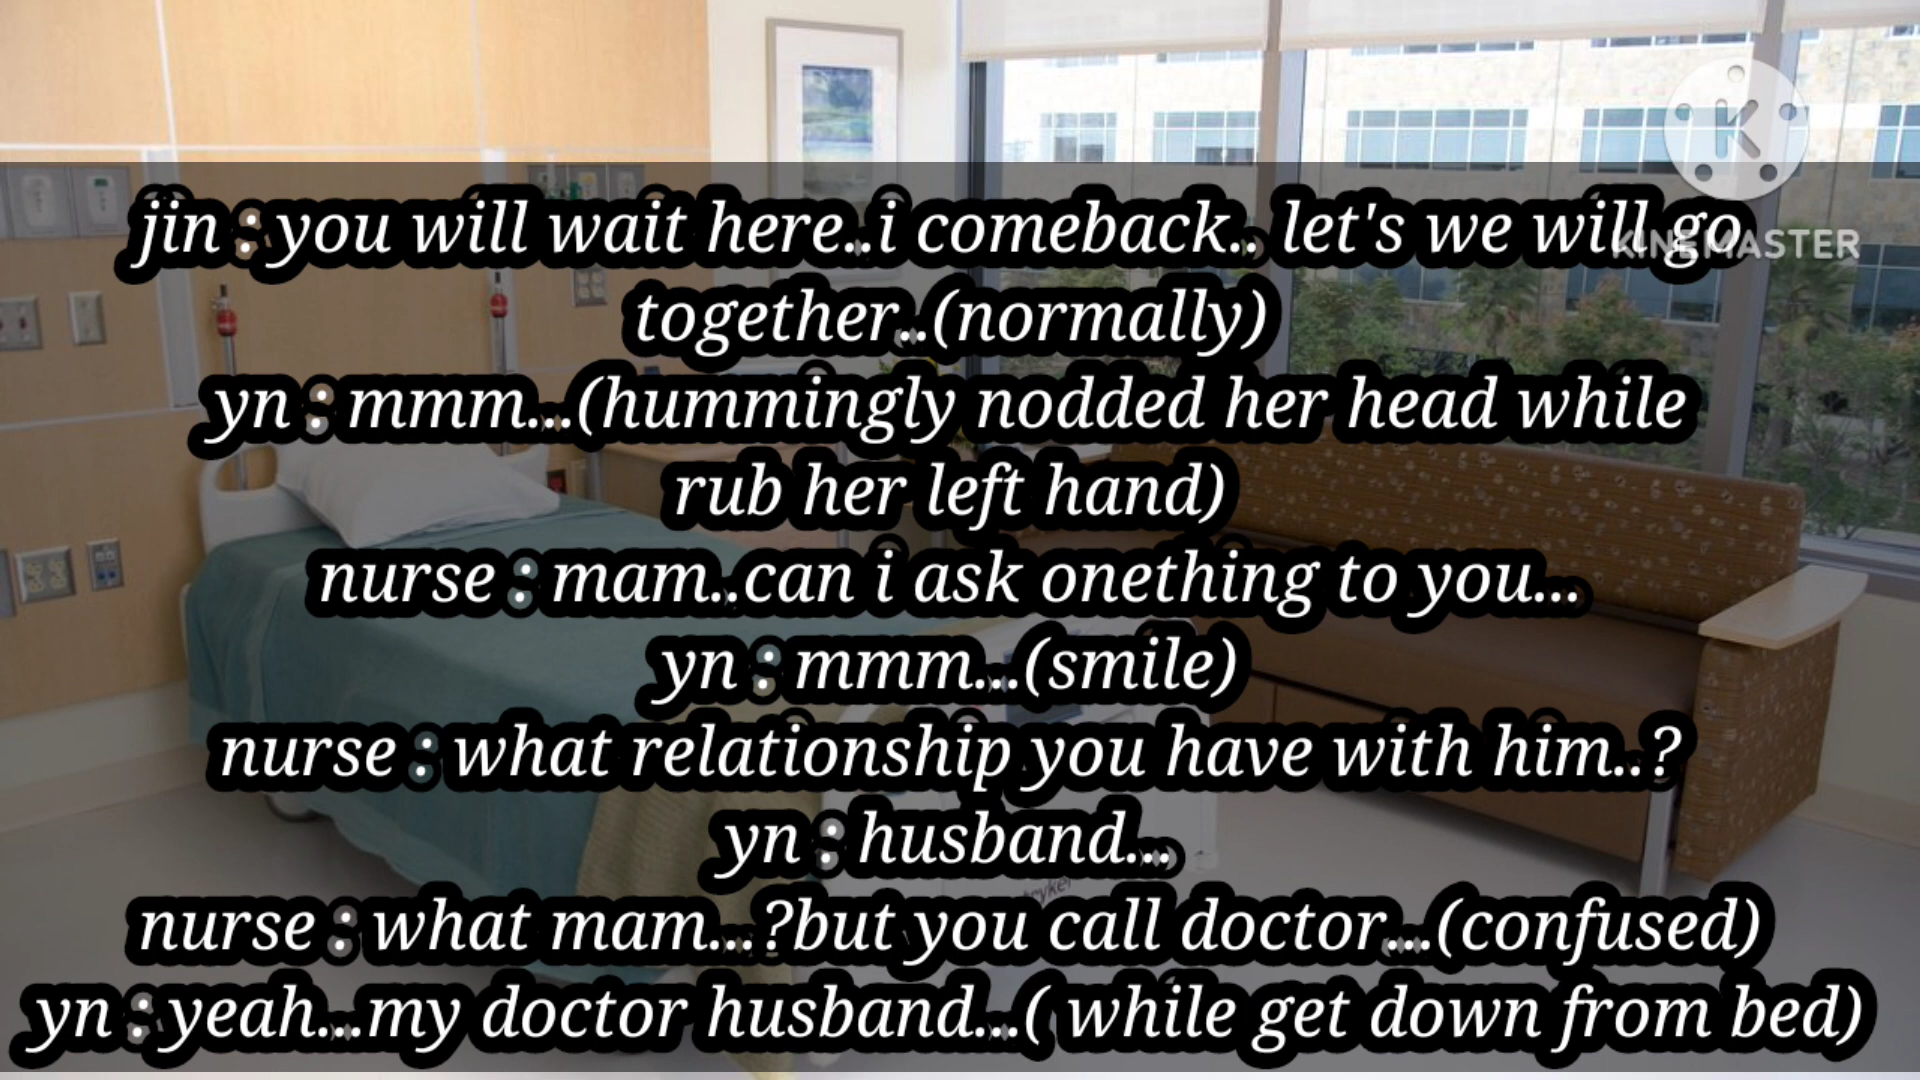 jin : you will wait here..i comeback.. let's we will go
KINEMASTER
together..(normally)
yn : mmm...(hummingly nodded her head while
rub her left hand)
nurse : mam..can i ask onething to you...
yn : mmm...(smile)
nurse : what relationship you have with him..?
yn : husband...
nurse : what mam...?but you call doctor...(confused)
yn : yeah...my doctor husband...( while get down from bed)